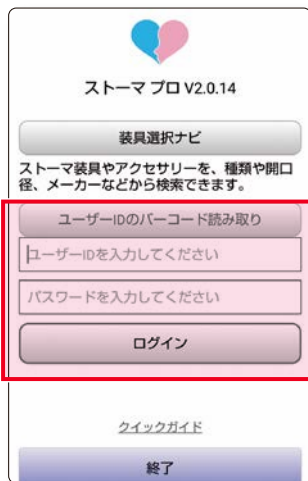 ストーマ プロ V2.0.14
装具選択ナビ
ストーマ装具やアクセサリーを、種類や開口
径、メーカーなどから検索できます。
ユーザーIDのバーコード読み取り
ユーザーIDを入力してください
パスワードを入力してください
ログイン
クイックガイド
終了